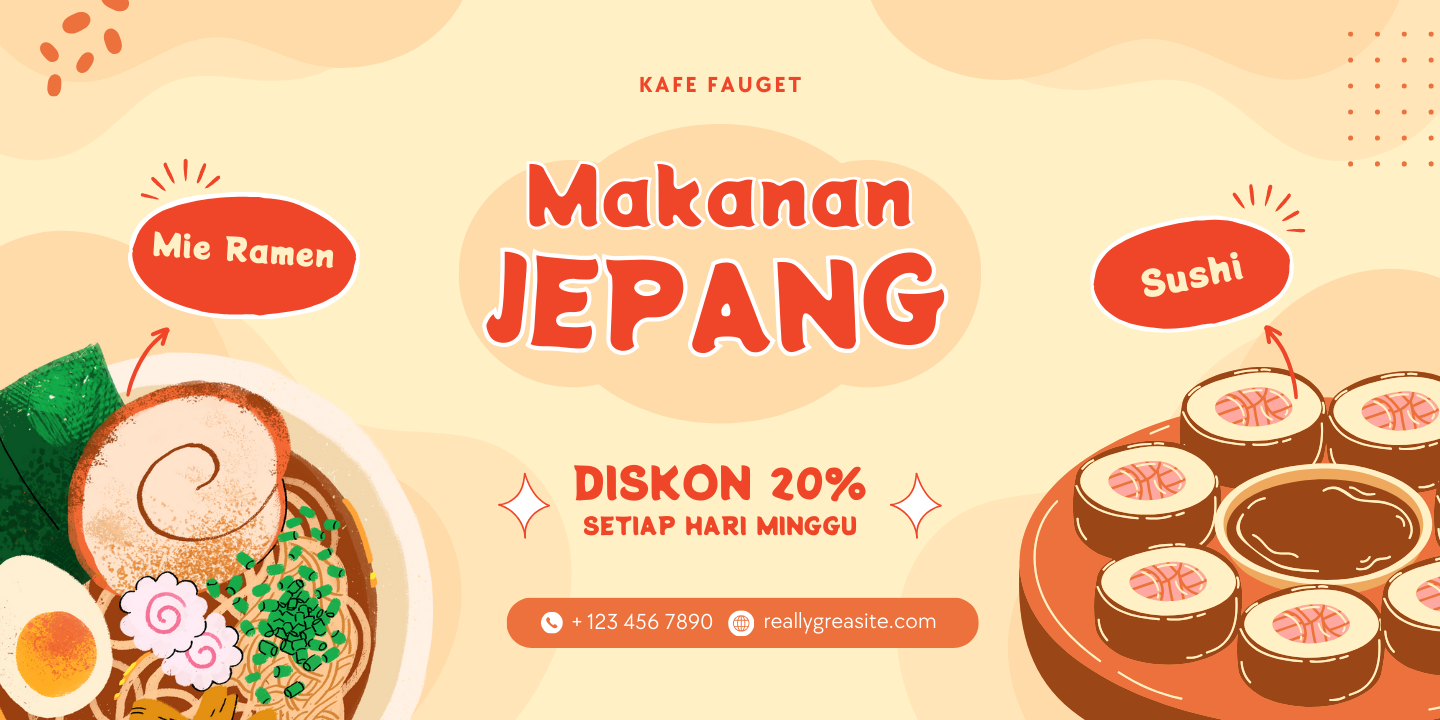 KAFE FAUGET
Makanan
JEPANG
Mie Ramen
Sushi
DISKON 20%
SETIAP HARI MINGGU
+ 123 456 7890 reallygreasite.com